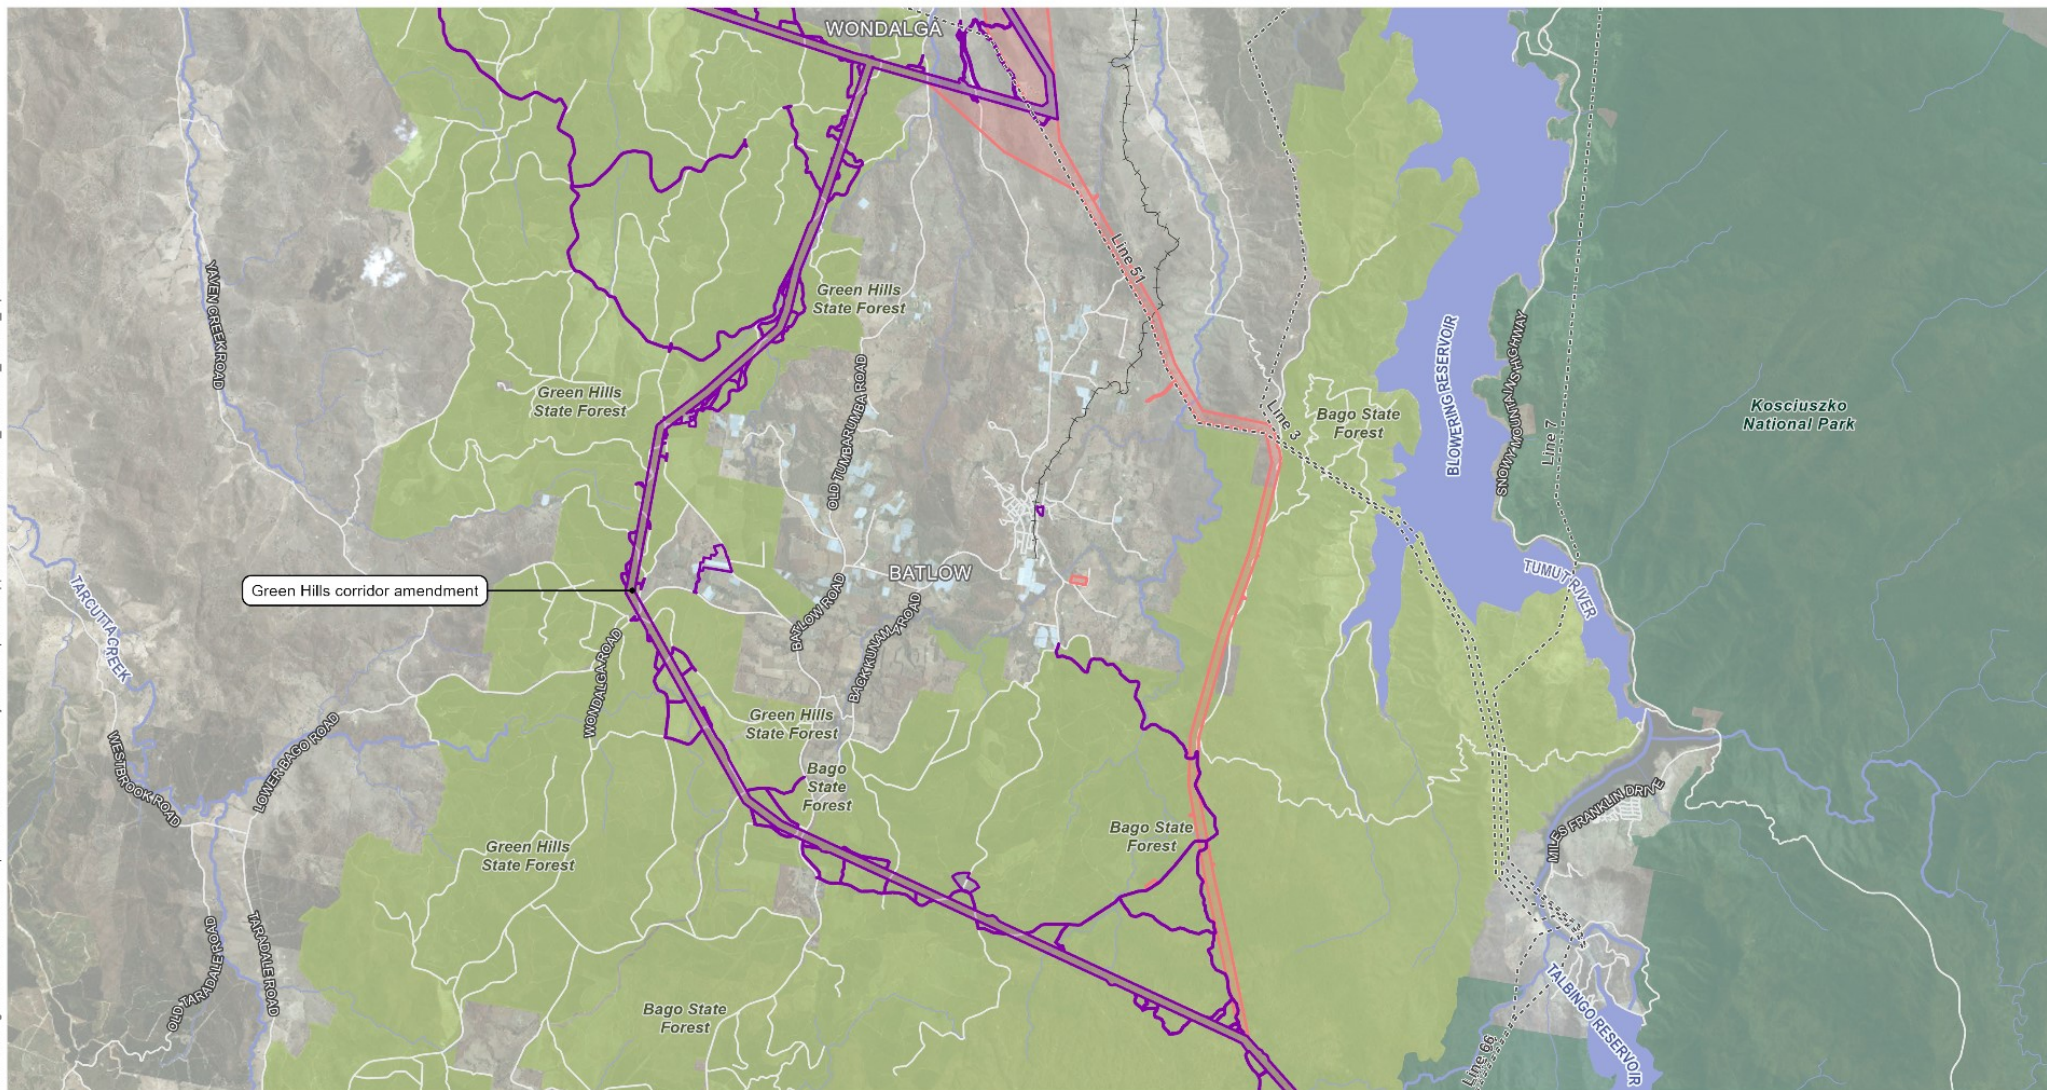 WONDALGA
Line 51
YAVEN CREEK ROAD
Green Hills
State Forest
OLD TUMBARUMBA ROAD
Green Hills
State Forest
Line 3
Bago State
Forest
BLOWERING RESERVOIR
SNOWY MOUNTAINS HIGHWAY
Line 7
Kosciuszko
National Park
Green Hills corridor amendment
BATLOW
TUMUT RIVER
TARCUTTA CREEK
WONDALGA ROAD
BATLOW ROAD
BACK KUNAMA ROAD
Green Hills
State Forest
WESTBROOK ROAD
LOWER BAGO ROAD
Bago
State
Forest
MILES FRANKLIN DRIVE
Green Hills
State Forest
Bago State
Forest
OLD TARADALE ROAD
TARADALE ROAD
Bago State
Forest
TALBINGO RESERVOIR
Line 66